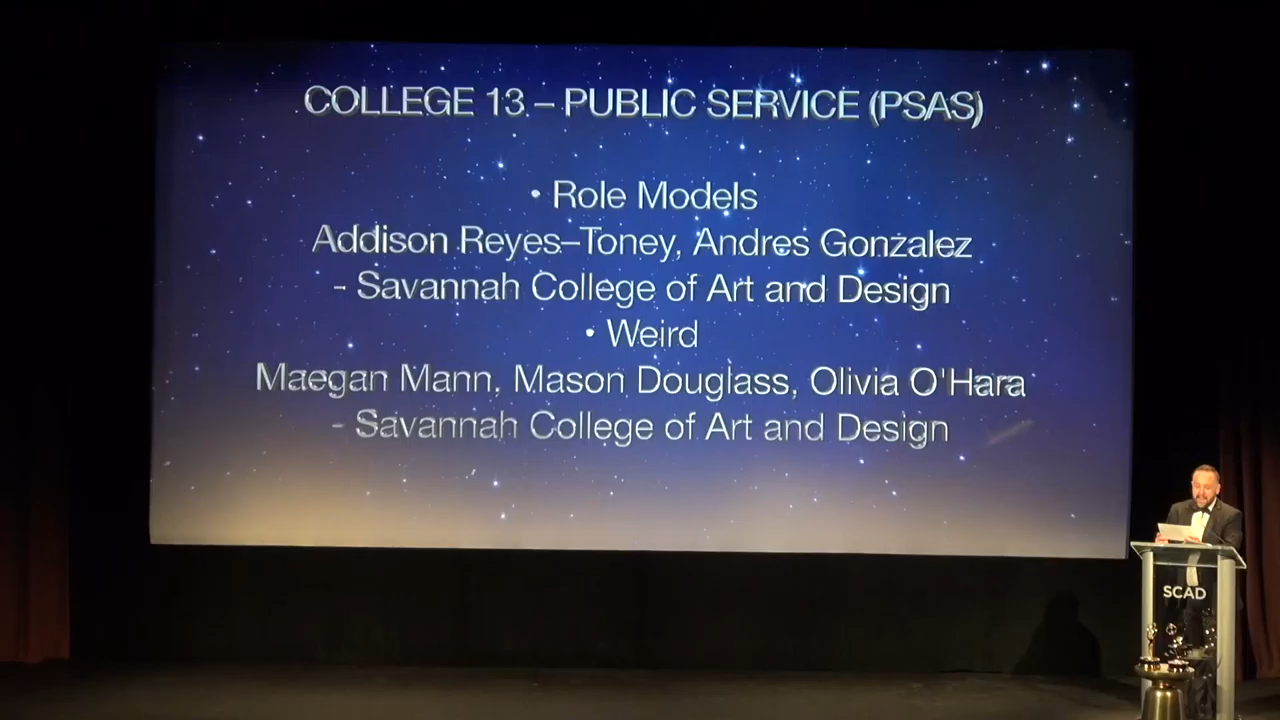 COLLEGE 13 – PUBLIC SERVICE (PSAS)
• Role Models
Addison Reyes–Toney, Andres Gonzalez
- Savannah College of Art and Design
• Weird
Maegan Mann, Mason Douglass, Olivia O'Hara
- Savannah College of Art and Design
SCAD